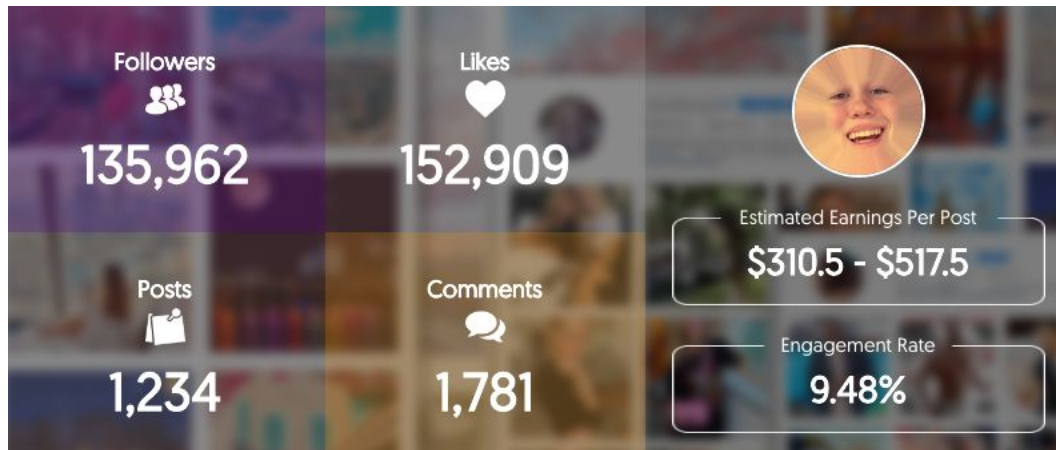 Followers
135,962
Likes
152,909
Posts
1,234
Comments
1,781
Estimated Earnings Per Post
$310.5 - $517.5
Engagement Rate
9.48%